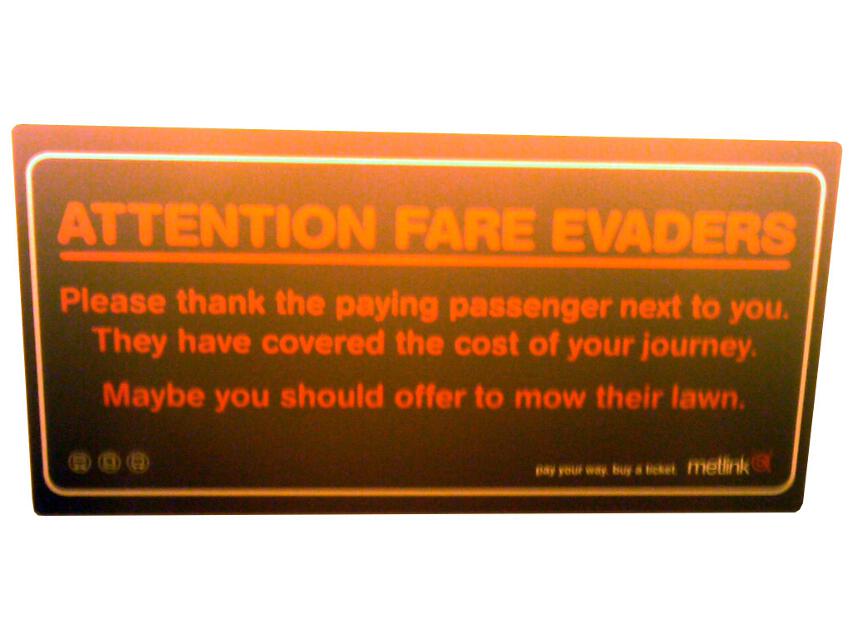 ATTENTION FARE EVADERS
Please thank the paying passenger next to you.
They have covered the cost of your journey.
Maybe you should offer to mow their lawn.
pay your way. buy a ticket. metlink